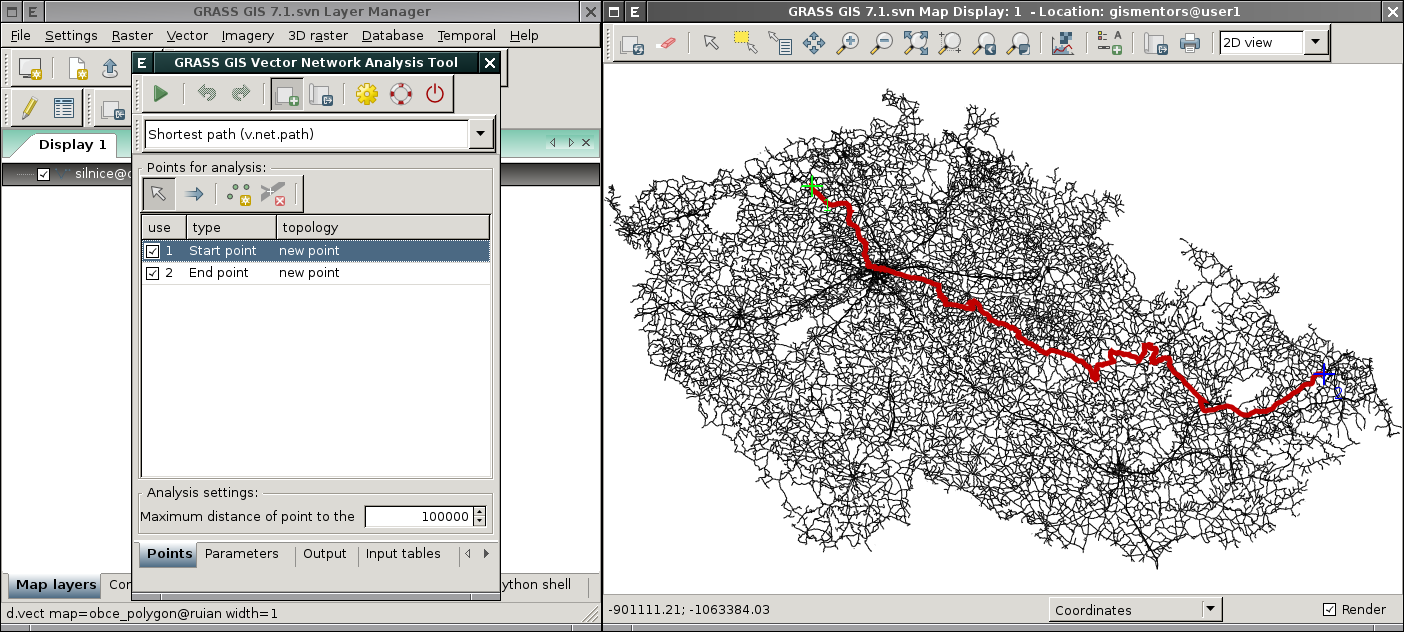 GRASS GIS 7.1.svn Layer Manager
File Settings Raster Vector Imagery 3D raster Database Temporal Help
Display 1
Map layers
d.vect map=obce_polygon@ruian width=1
GRASS GIS Vector Network Analysis Tool
Shortest path (v.net.path)
Points for analysis:
use type topology
1 Start point new point
2 End point new point
Analysis settings:
Maximum distance of point to the 100000
Points Parameters Output Input tables
GRASS GIS 7.1.svn Map Display: 1 - Location: gismentors@user1
2D view
2
-901111.21; -1063384.03
Coordinates
Render